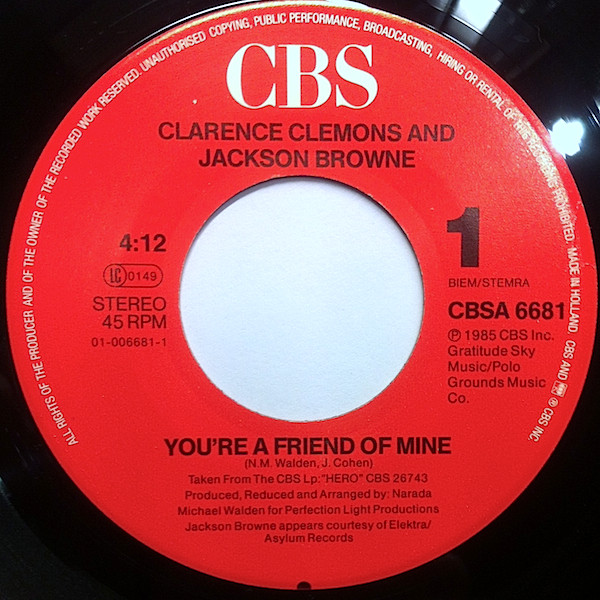 ALL RIGHTS OF THE PRODUCER AND OF THE OWNER OF THE RECORDED WORK RESERVED. UNAUTHORISED COPYING, PUBLIC PERFORMANCE, BROADCASTING, HIRING OR RENTAL OF THIS RECORDING PROHIBITED. MADE IN HOLLAND. CBS AND ® CBS INC.
CBS
CLARENCE CLEMONS AND
JACKSON BROWNE
4:12
LC 0149
STEREO
45 RPM
01-006681-1
1
BIEM/STEMRA
CBSA 6681
℗ 1985 CBS Inc.
Gratitude Sky
Music/Polo
Grounds Music
Co.
YOU'RE A FRIEND OF MINE
(N.M. Walden, J. Cohen)
Taken From The CBS Lp:"HERO" CBS 26743
Produced, Reduced and Arranged by: Narada
Michael Walden for Perfection Light Productions
Jackson Browne appears courtesy of Elektra/
Asylum Records